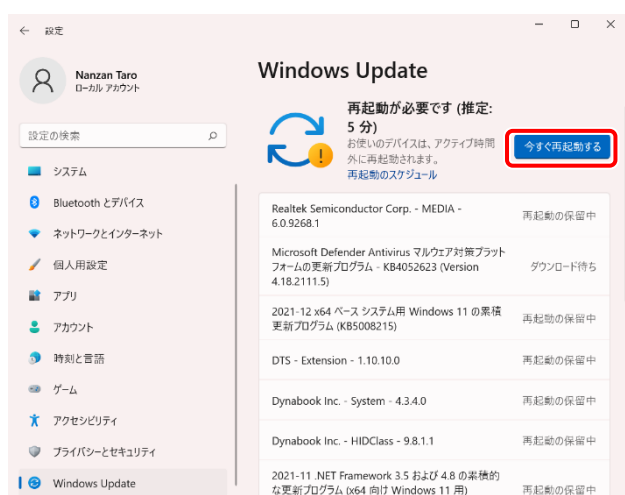 設定
Nanzan Taro
ローカル アカウント
設定の検索
システム
Bluetooth とデバイス
ネットワークとインターネット
個人用設定
アプリ
アカウント
時刻と言語
ゲーム
アクセシビリティ
プライバシーとセキュリティ
Windows Update
Windows Update
再起動が必要です (推定:
5 分)
お使いのデバイスは、アクティブ時間
外に再起動されます。
再起動のスケジュール
今すぐ再起動する
Realtek Semiconductor Corp. - MEDIA -
6.0.9268.1
再起動の保留中
Microsoft Defender Antivirus マルウェア対策プラット
フォームの更新プログラム - KB4052623 (Version
4.18.2111.5)
ダウンロード待ち
2021-12 x64 ベース システム用 Windows 11 の累積
更新プログラム (KB5008215)
再起動の保留中
DTS - Extension - 1.10.10.0
再起動の保留中
Dynabook Inc. - System - 4.3.4.0
再起動の保留中
Dynabook Inc. - HIDClass - 9.8.1.1
再起動の保留中
2021-11 .NET Framework 3.5 および 4.8 の累積的
な更新プログラム (x64 向け Windows 11 用)
再起動の保留中